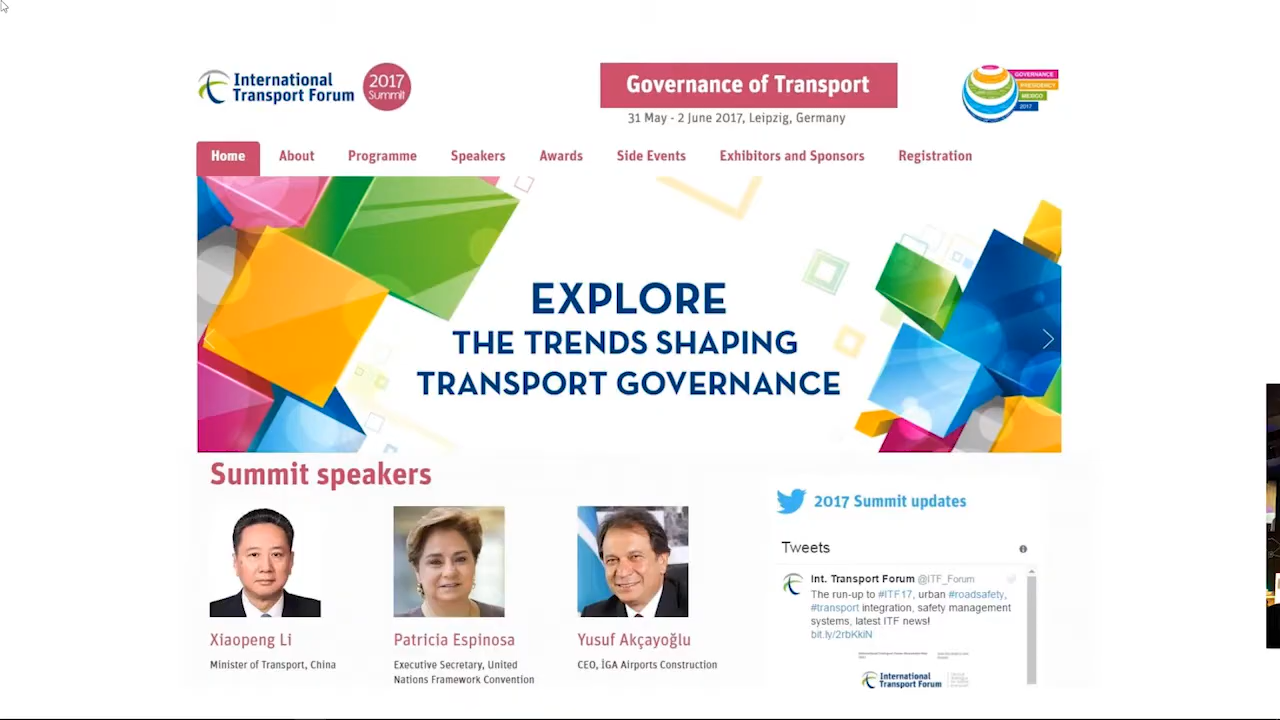 International
Transport Forum
2017
Summit
Governance of Transport
31 May - 2 June 2017, Leipzig, Germany
GOVERNANCE
PRESIDENCY
MEXICO
2017
Home About Programme Speakers Awards Side Events Exhibitors and Sponsors Registration
EXPLORE
THE TRENDS SHAPING
TRANSPORT GOVERNANCE
Summit speakers
Xiaopeng Li
Minister of Transport, China
Patricia Espinosa
Executive Secretary, United
Nations Framework Convention
Yusuf Akçayoğlu
CEO, İGA Airports Construction
2017 Summit updates
Tweets
Int. Transport Forum @ITF_Forum
The run-up to #ITF17, urban #roadsafety,
#transport integration, safety management
systems, latest ITF news!
bit.ly/2rbKkiN
International
Transport Forum